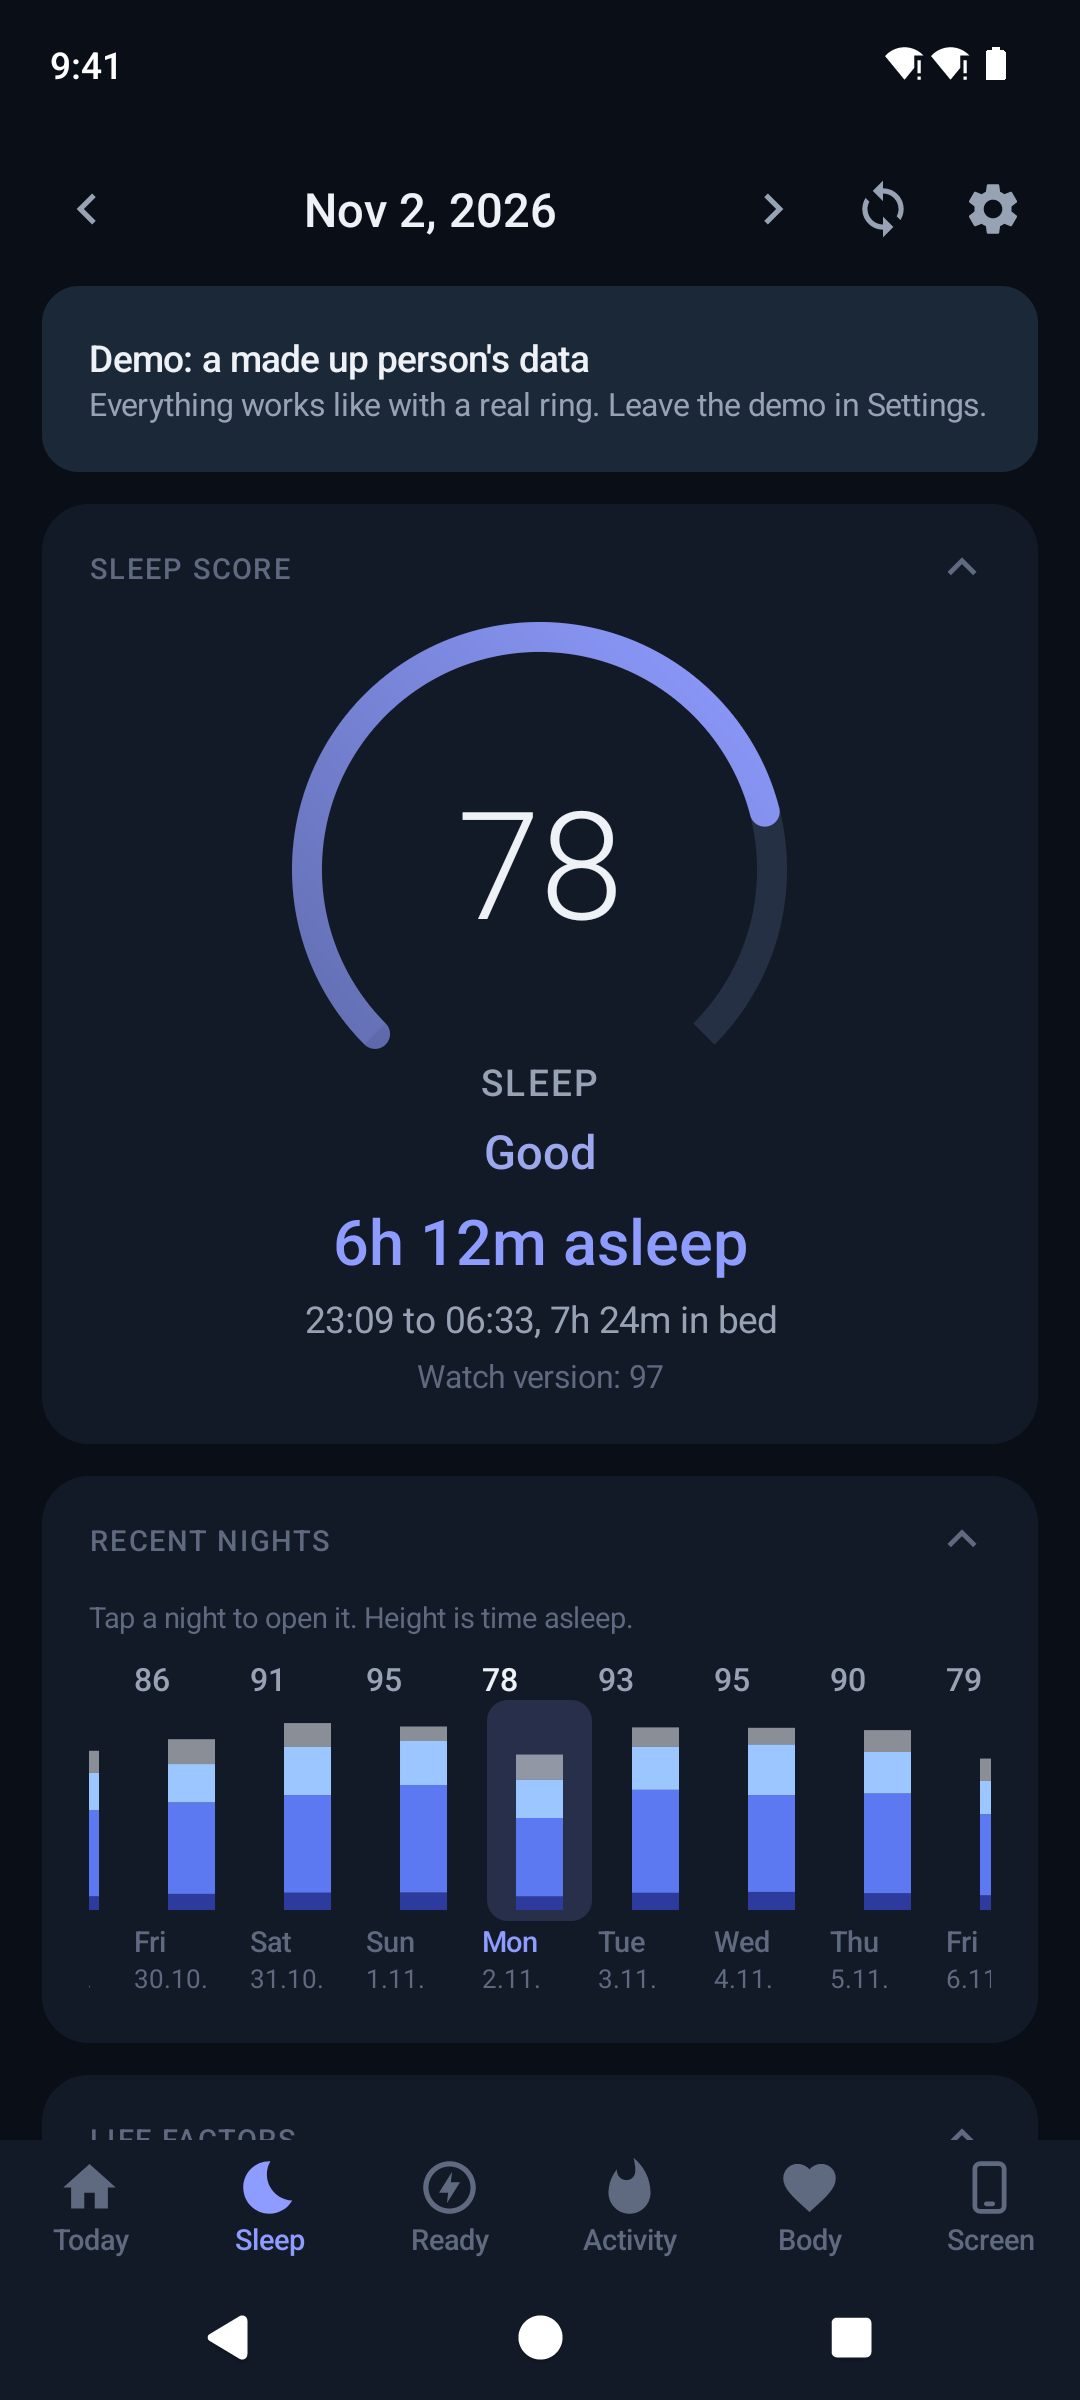 9:41
Nov 2, 2026
Demo: a made up person's data
Everything works like with a real ring. Leave the demo in Settings.
SLEEP SCORE
78
SLEEP
Good
6h 12m asleep
23:09 to 06:33, 7h 24m in bed
Watch version: 97
RECENT NIGHTS
Tap a night to open it. Height is time asleep.
86 91 95 78 93 95 90 79
Fri Sat Sun Mon Tue Wed Thu Fri
30.10. 31.10. 1.11. 2.11. 3.11. 4.11. 5.11. 6.11
LIFE FACTORS
Today Sleep Ready Activity Body Screen